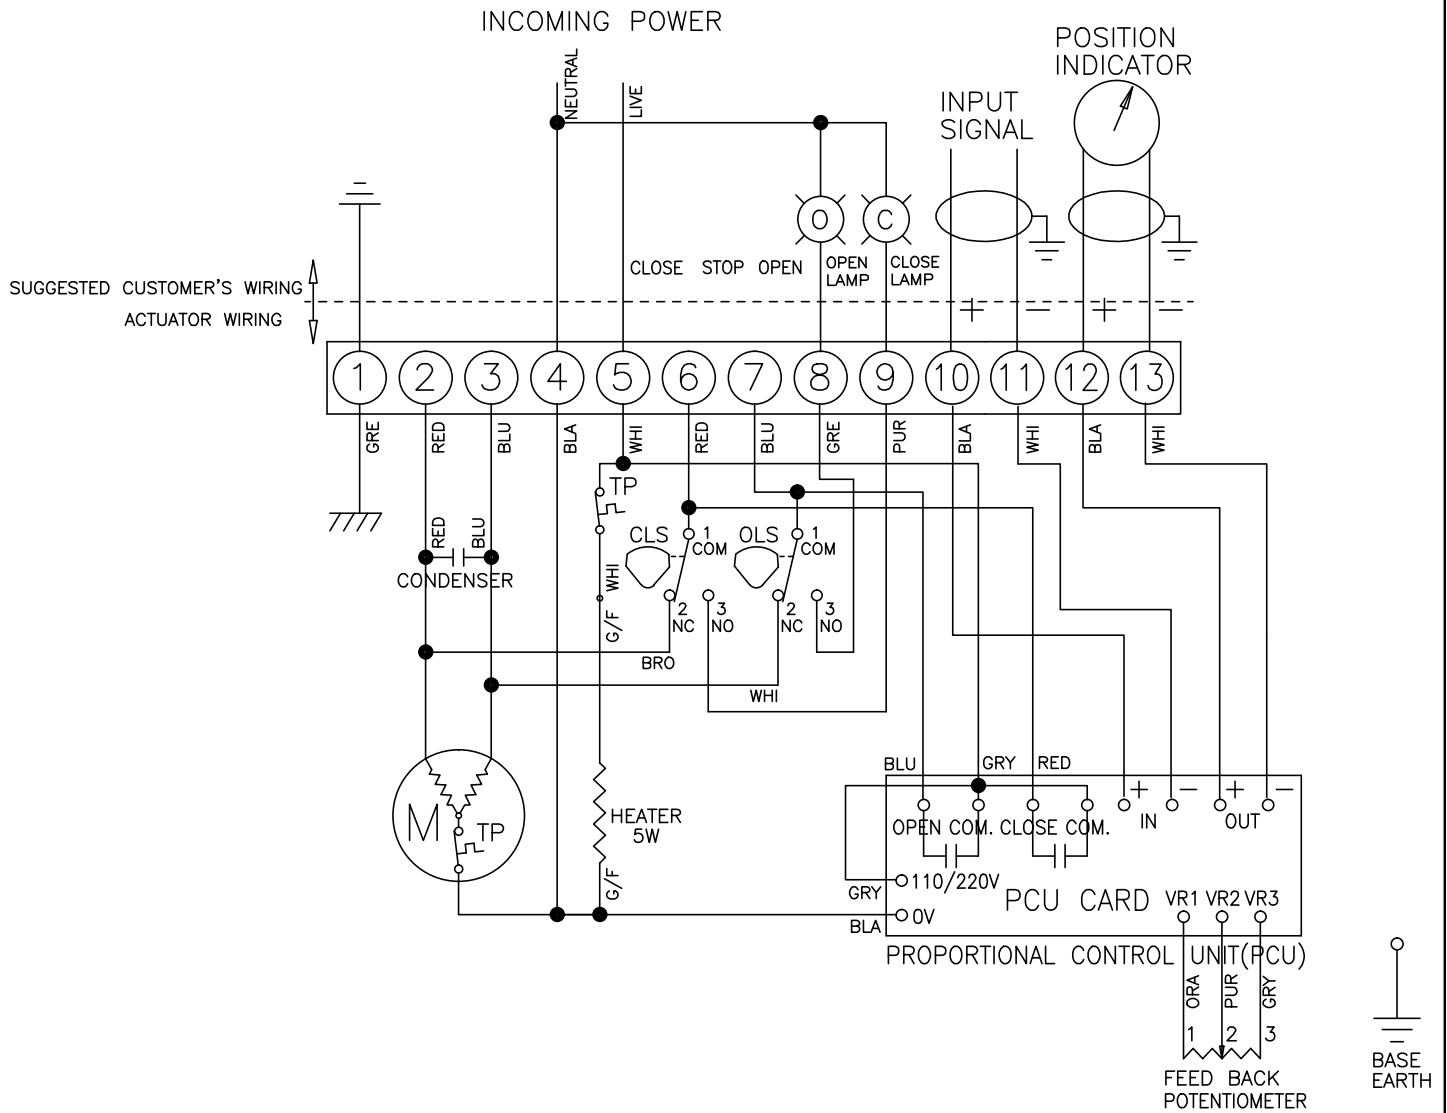 INCOMING POWER
NEUTRAL
LIVE
POSITION
INDICATOR
INPUT
SIGNAL
O
C
CLOSE STOP OPEN
OPEN
LAMP
CLOSE
LAMP
SUGGESTED CUSTOMER'S WIRING
ACTUATOR WIRING
+ − + −
1 2 3 4 5 6 7 8 9 10 11 12 13
GRE RED BLU BLA WHI RED BLU GRE PUR BLA WHI BLA WHI
TP
RED
BLU
CONDENSER
CLS
1
COM
OLS
1
COM
WHI
G/F
2
NC
3
NO
2
NC
3
NO
BRO
WHI
BLU
GRY
RED
M
TP
HEATER
5W
G/F
+ − + −
OPEN COM. CLOSE COM.
IN
OUT
GRY
110/220V
BLA
0V
PCU CARD
VR1 VR2 VR3
PROPORTIONAL CONTROL UNIT(PCU)
ORA
PUR
GRY
1 2 3
FEED BACK
POTENTIOMETER
BASE
EARTH